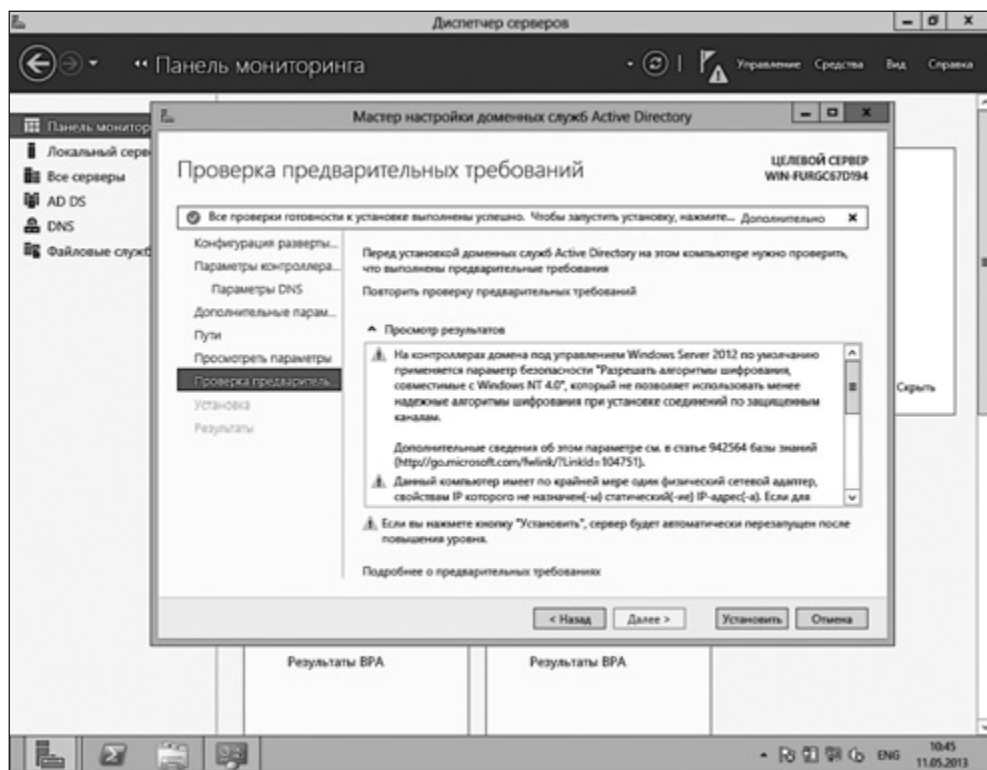 Диспетчер серверов
Панель мониторинга
Управление Средства Вид Справка
Панель монитор
Локальный серв
Все серверы
AD DS
DNS
Файловые служб
Мастер настройки доменных служб Active Directory
Проверка предварительных требований
ЦЕЛЕВОЙ СЕРВЕР
WIN-FURGC67D194
Все проверки готовности к установке выполнены успешно. Чтобы запустить установку, нажмите... Дополнительно
Конфигурация разверты...
Параметры контроллера...
Параметры DNS
Дополнительные парам...
Пути
Просмотреть параметры
Проверка предваритель...
Установка
Результаты
Перед установкой доменных служб Active Directory на этом компьютере нужно проверить,
что выполнены предварительные требования
Повторить проверку предварительных требований
Просмотр результатов
На контроллерах домена под управлением Windows Server 2012 по умолчанию
применяется параметр безопасности "Разрешать алгоритмы шифрования,
совместимые с Windows NT 4.0", который не позволяет использовать менее
надежные алгоритмы шифрования при установке соединений по защищенным
каналам.
Дополнительные сведения об этом параметре см. в статье 942564 базы знаний
(http://go.microsoft.com/fwlink/?LinkId=104751).
Данный компьютер имеет по крайней мере один физический сетевой адаптер,
свойствам IP которого не назначен(-ы) статический(-ие) IP-адрес(-а). Если для
Если вы нажмете кнопку "Установить", сервер будет автоматически перезапущен после
повышения уровня.
Подробнее о предварительных требованиях
< Назад Далее > Установить Отмена
Скрыть
Результаты BPA Результаты BPA
ENG 10:45
11.05.2013